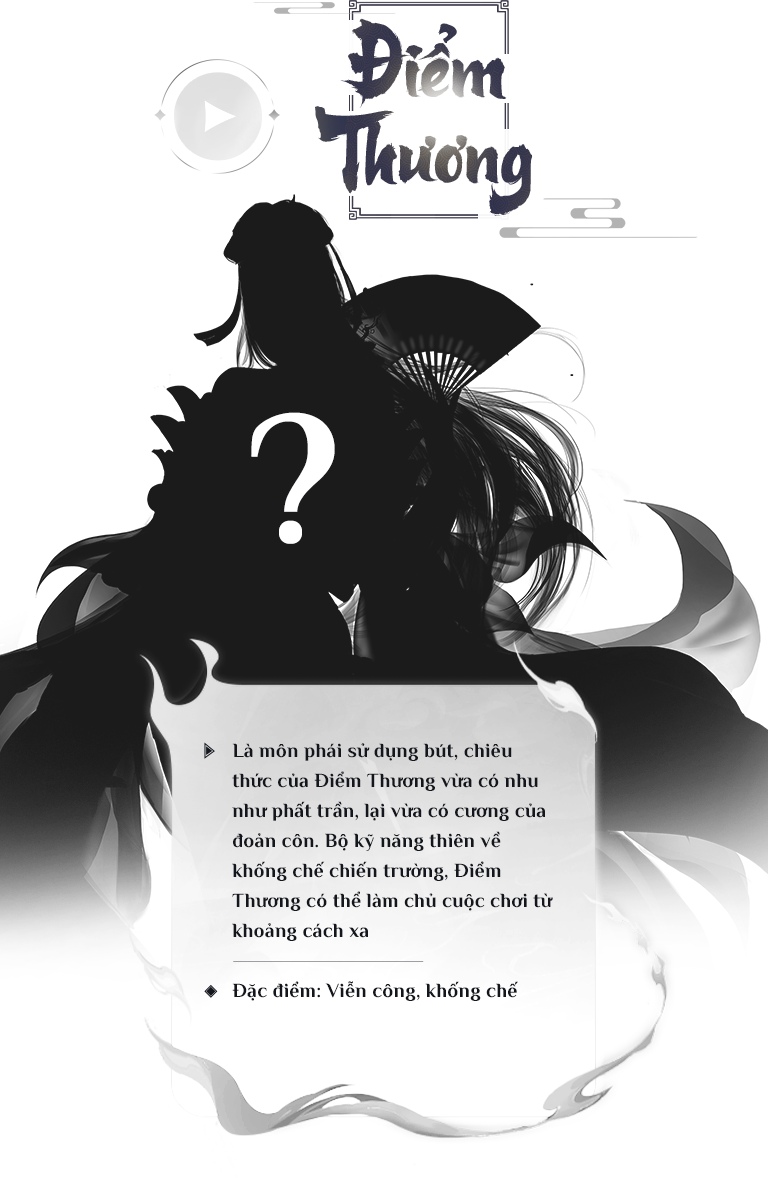 Điểm
Thương
?
Là môn phái sử dụng bút, chiêu
thức của Điểm Thương vừa có nhu
như phất trần, lại vừa có cương của
đoản côn. Bộ kỹ năng thiên về
khống chế chiến trường, Điểm
Thương có thể làm chủ cuộc chơi từ
khoảng cách xa
Đặc điểm: Viễn công, khống chế